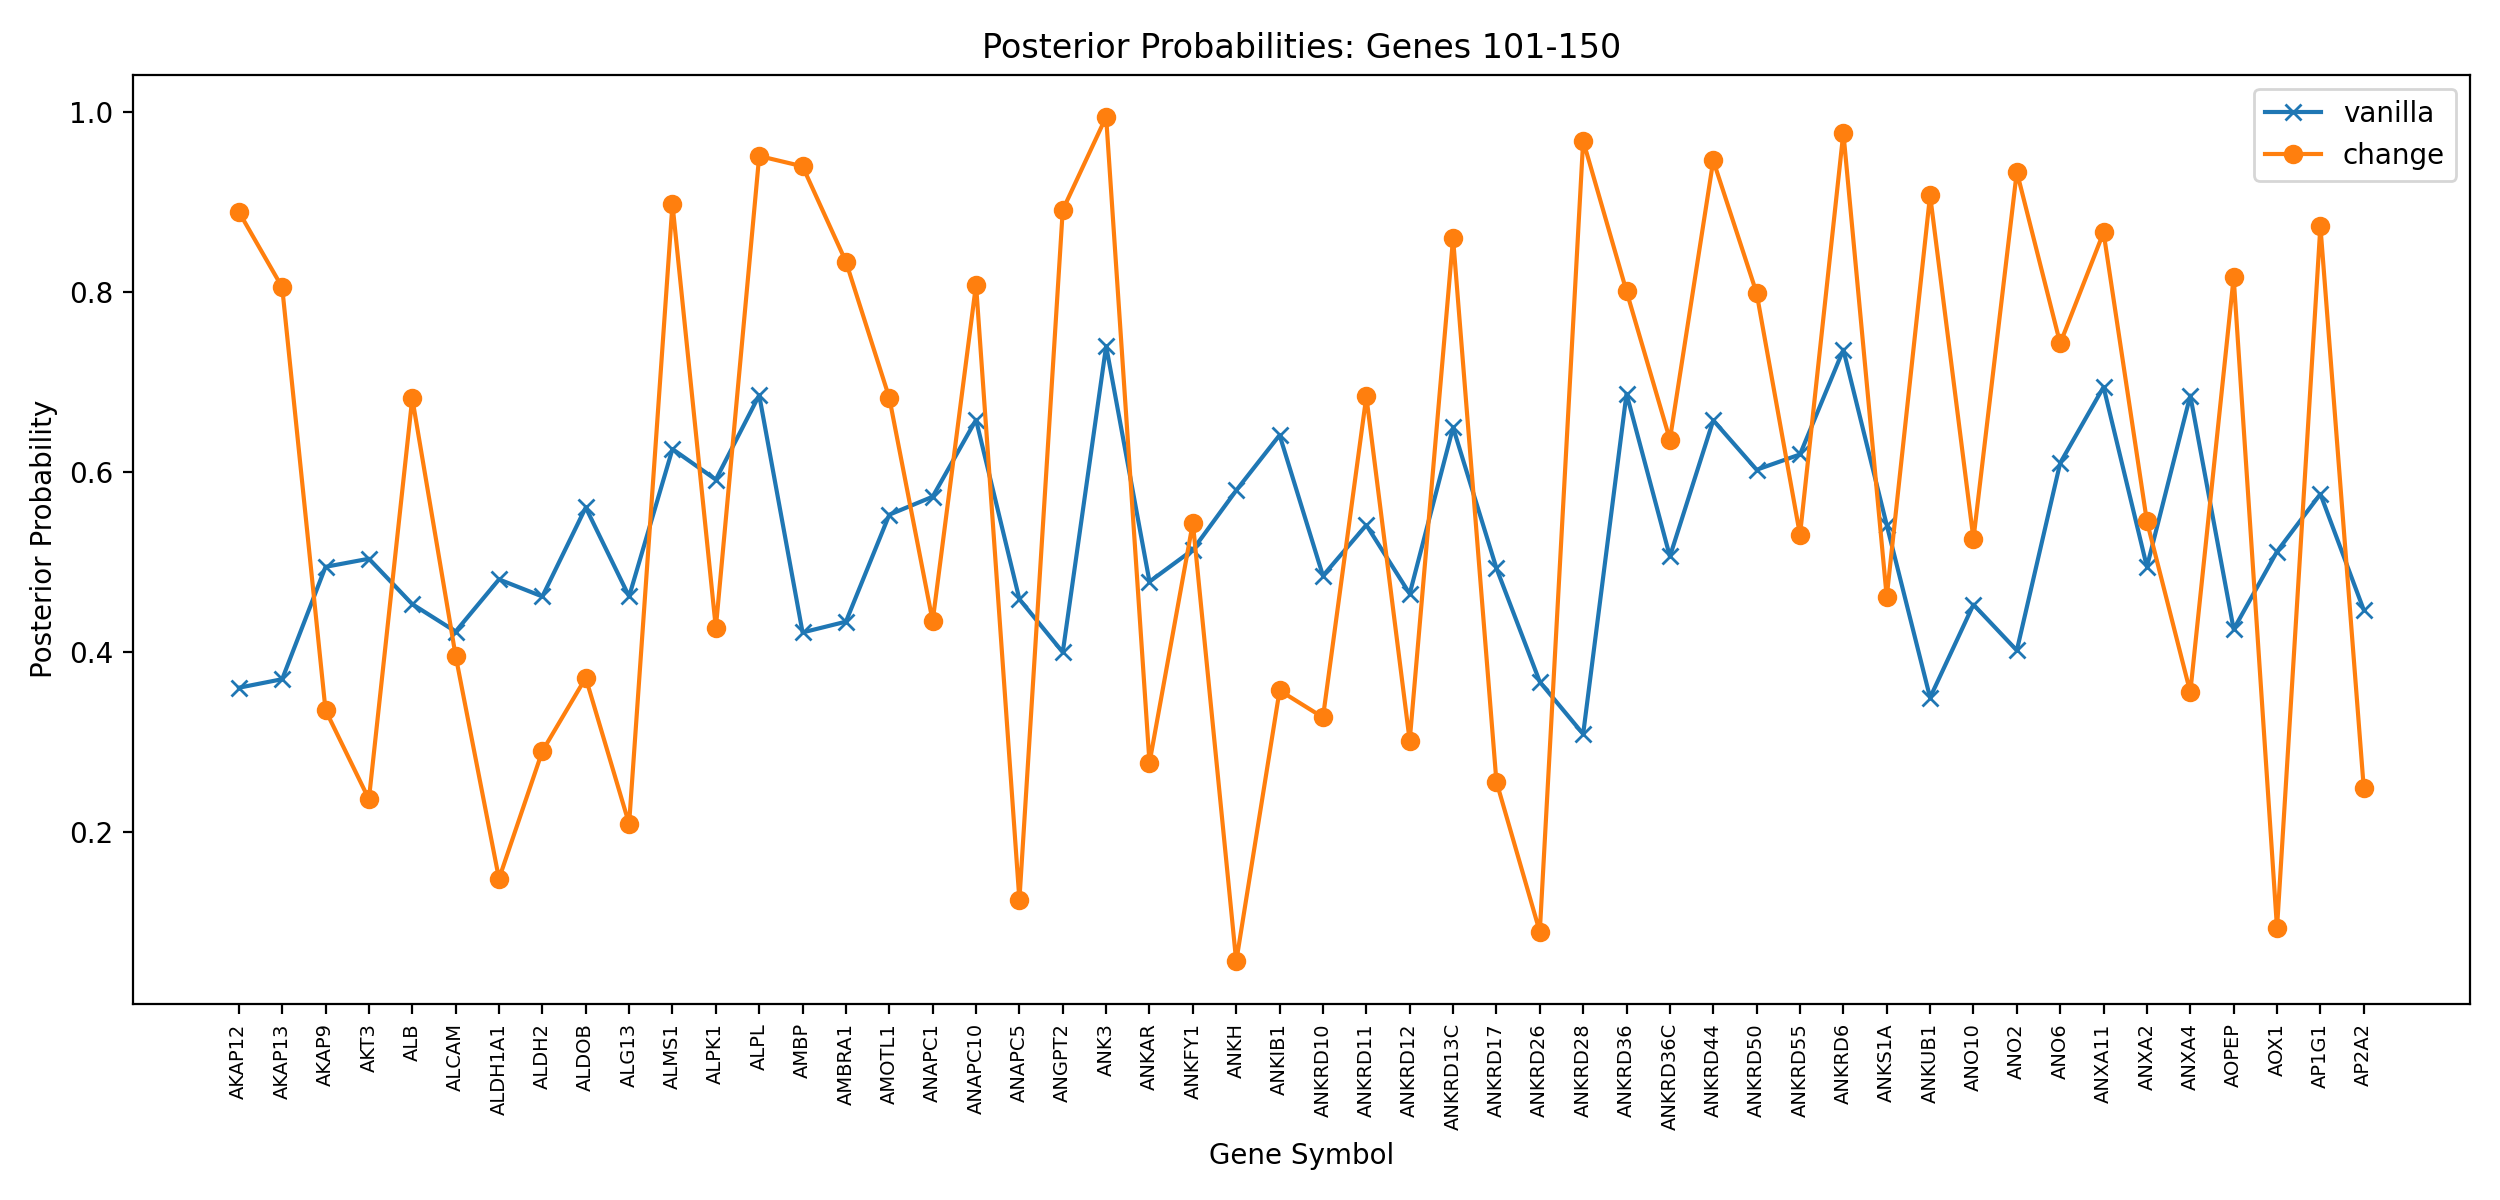 Posterior Probabilities: Genes 101-150
vanilla
change
Posterior Probability
1.0
0.8
0.6
0.4
0.2
AKAP12
AKAP13
AKAP9
AKT3
ALB
ALCAM
ALDH1A1
ALDH2
ALDOB
ALG13
ALMS1
ALPK1
ALPL
AMBP
AMBRA1
AMOTL1
ANAPC1
ANAPC10
ANAPC5
ANGPT2
ANK3
ANKAR
ANKFY1
ANKH
ANKIB1
ANKRD10
ANKRD11
ANKRD12
ANKRD13C
ANKRD17
ANKRD26
ANKRD28
ANKRD36
ANKRD36C
ANKRD44
ANKRD50
ANKRD55
ANKRD6
ANKS1A
ANKUB1
ANO10
ANO2
ANO6
ANXA11
ANXA2
ANXA4
AOPEP
AOX1
AP1G1
AP2A2
Gene Symbol